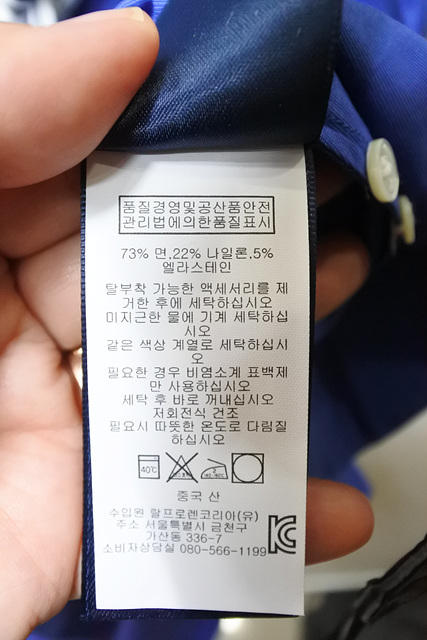 품질경영및공산품안전
관리법에의한품질표시
73% 면,22% 나일론,5%
엘라스테인
탈부착 가능한 액세서리를 제
거한 후에 세탁하십시오
미지근한 물에 기계 세탁하십
시오
같은 색상 계열로 세탁하십시
오
필요한 경우 비염소계 표백제
만 사용하십시오
세탁 후 바로 꺼내십시오
저회전식 건조
필요시 따뜻한 온도로 다림질
하십시오
40℃
중국 산
수입원 랄프로렌코리아(유)
주소 서울특별시 금천구
가산동 336-7
소비자상담실 080-566-1199